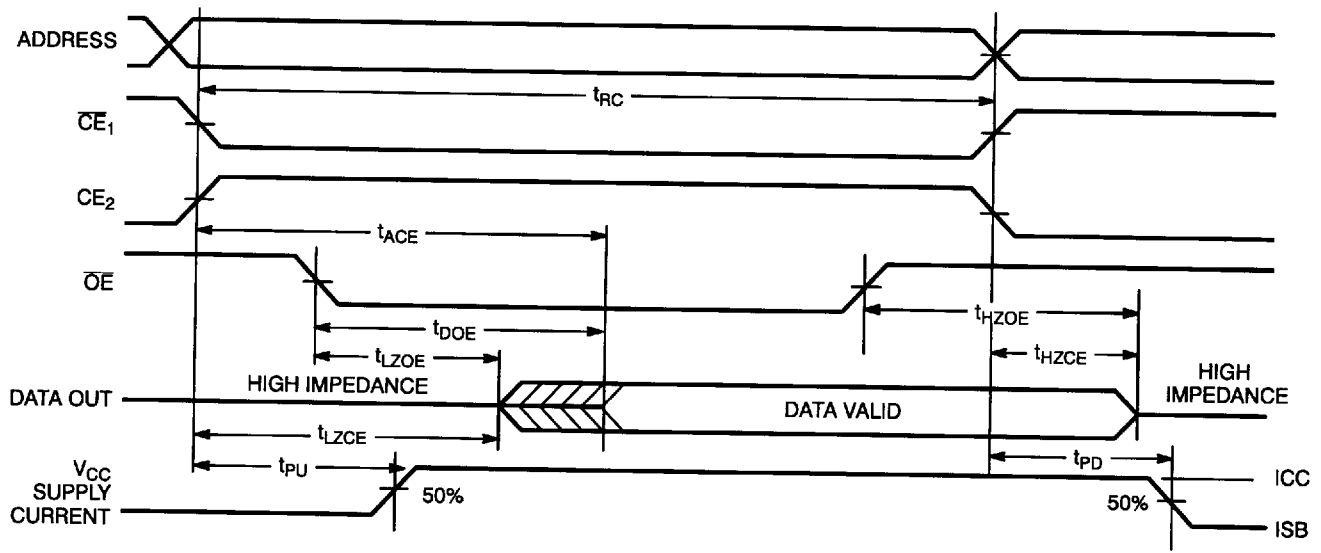 ADDRESS
tRC
CE1
CE2
tACE
OE
tHZOE
tDOE
tLZOE
tHZCE
HIGH IMPEDANCE
HIGH
IMPEDANCE
DATA OUT
DATA VALID
tLZCE
tPU
tPD
VCC
SUPPLY
CURRENT
50%
50%
ICC
ISB